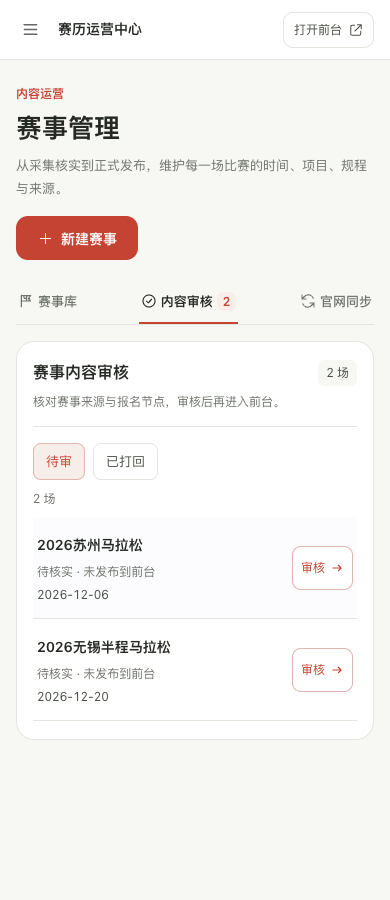 赛历运营中心
打开前台
内容运营
赛事管理
从采集核实到正式发布，维护每一场比赛的时间、项目、规程
与来源。
新建赛事
赛事库
内容审核 2
官网同步
赛事内容审核
2 场
核对赛事来源与报名节点，审核后再进入前台。
待审
已打回
2 场
2026苏州马拉松
待核实 · 未发布到前台
2026-12-06
审核 →
2026无锡半程马拉松
待核实 · 未发布到前台
2026-12-20
审核 →